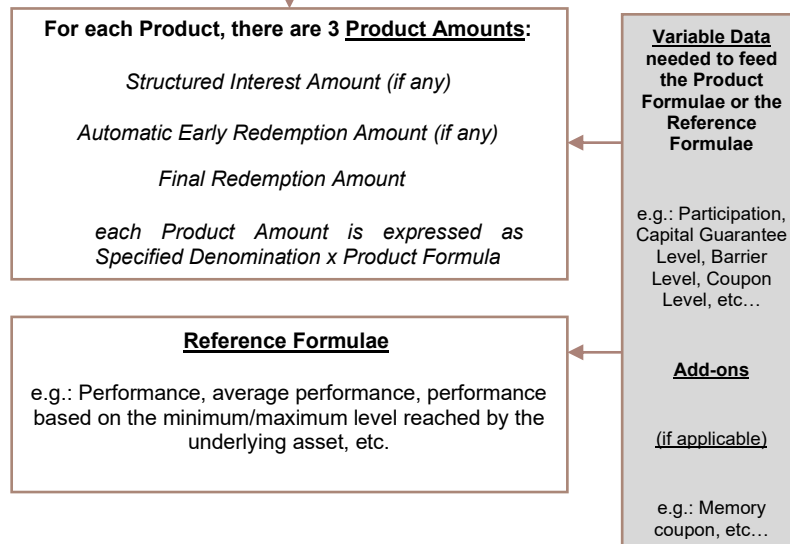 For each Product, there are 3 Product Amounts:
Structured Interest Amount (if any)
Automatic Early Redemption Amount (if any)
Final Redemption Amount
each Product Amount is expressed as
Specified Denomination x Product Formula
Reference Formulae
e.g.: Performance, average performance, performance
based on the minimum/maximum level reached by the
underlying asset, etc.
Variable Data
needed to feed
the Product
Formulae or the
Reference
Formulae
e.g.: Participation,
Capital Guarantee
Level, Barrier
Level, Coupon
Level, etc…
Add-ons
(if applicable)
e.g.: Memory
coupon, etc…